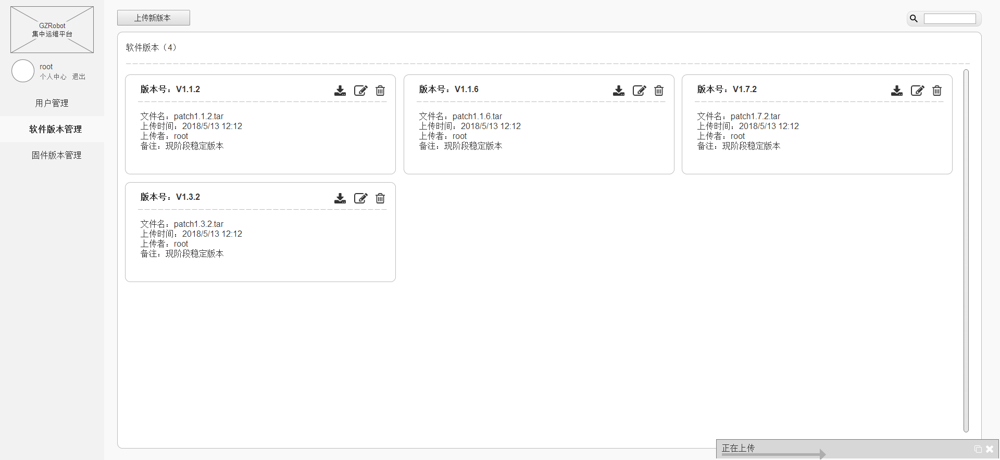 GZRobot
集中运维平台
root
个人中心 退出
用户管理
软件版本管理
固件版本管理
上传新版本
软件版本（4）
版本号：V1.1.2
文件名：patch1.1.2.tar
上传时间：2018/5/13 12:12
上传者：root
备注：现阶段稳定版本
版本号：V1.1.6
文件名：patch1.1.6.tar
上传时间：2018/5/13 12:12
上传者：root
备注：现阶段稳定版本
版本号：V1.7.2
文件名：patch1.7.2.tar
上传时间：2018/5/13 12:12
上传者：root
备注：现阶段稳定版本
版本号：V1.3.2
文件名：patch1.3.2.tar
上传时间：2018/5/13 12:12
上传者：root
备注：现阶段稳定版本
正在上传